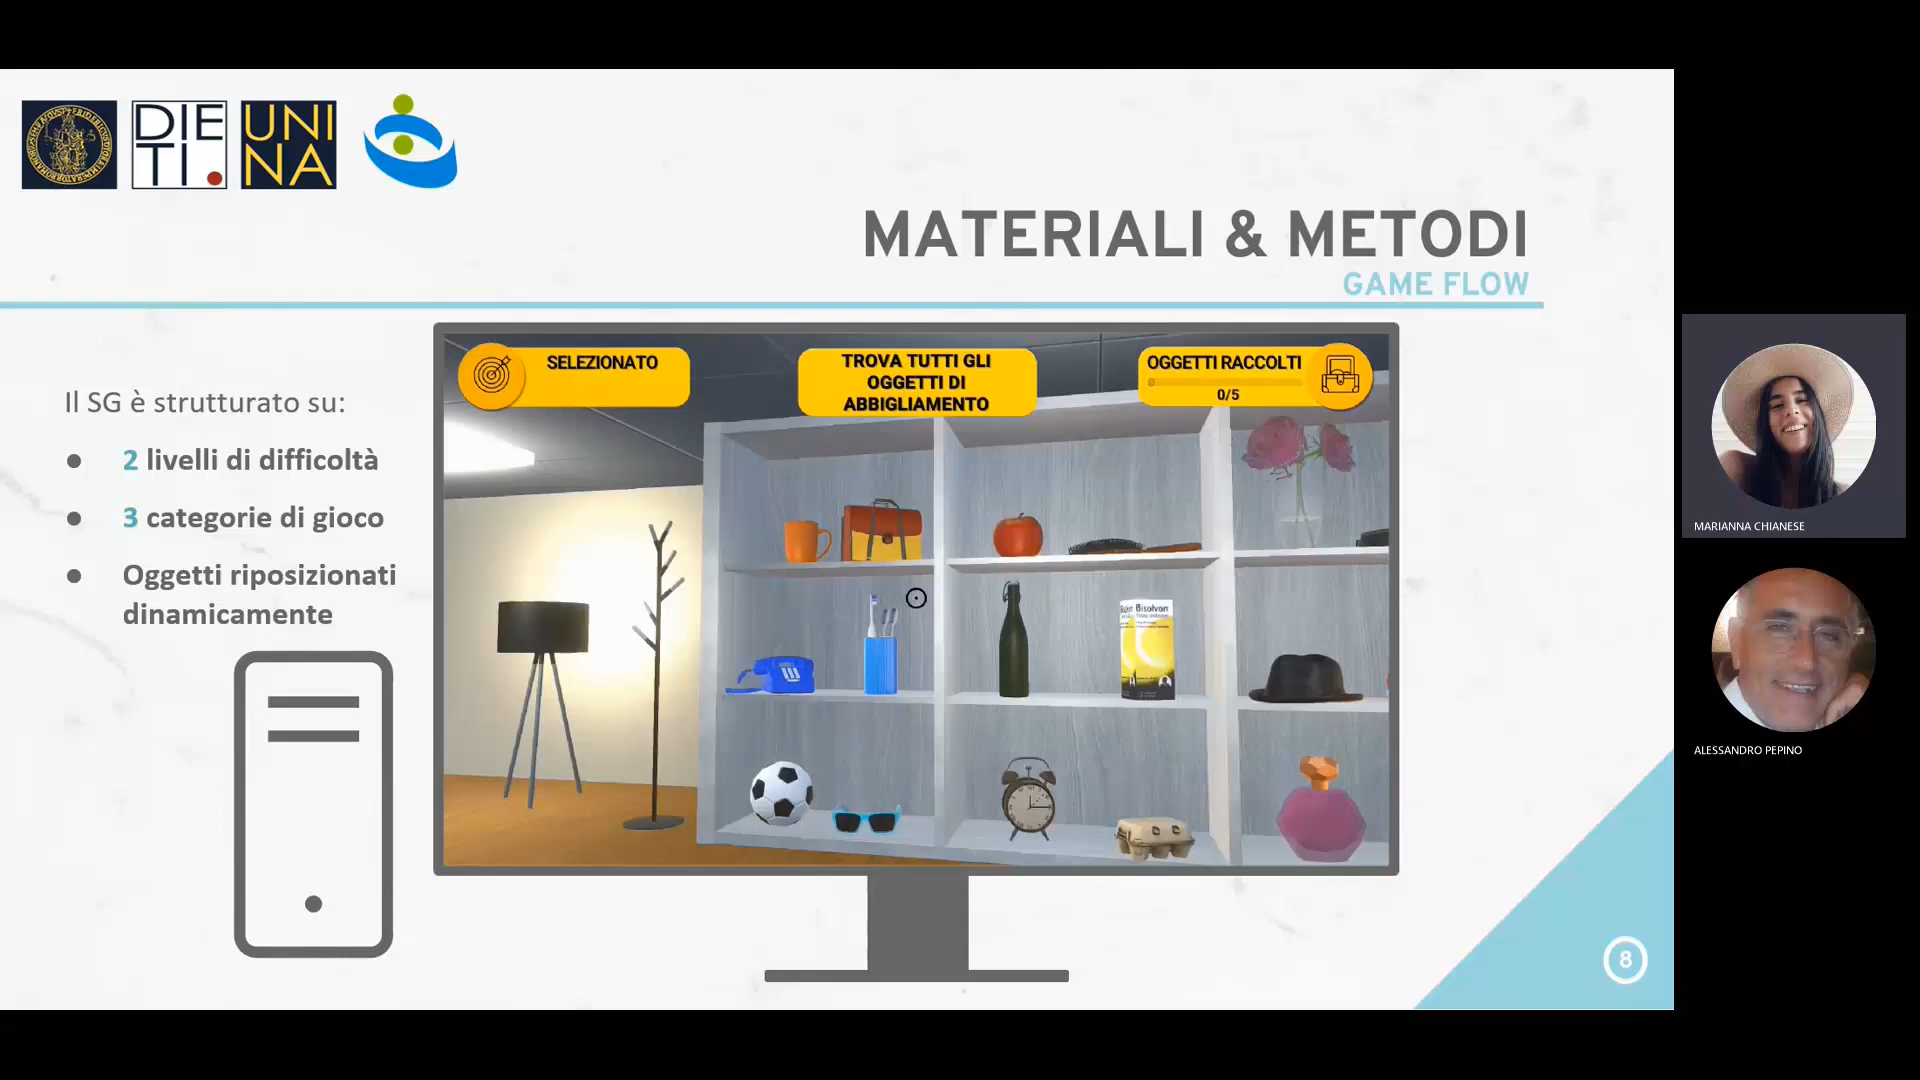 DIE
TI.
UNI
NA
MATERIALI & METODI
GAME FLOW
Il SG è strutturato su:
● 2 livelli di difficoltà
● 3 categorie di gioco
● Oggetti riposizionati
dinamicamente
SELEZIONATO
TROVA TUTTI GLI
OGGETTI DI
ABBIGLIAMENTO
OGGETTI RACCOLTI
0/5
Bisolvon
MARIANNA CHIANESE
ALESSANDRO PEPINO
8